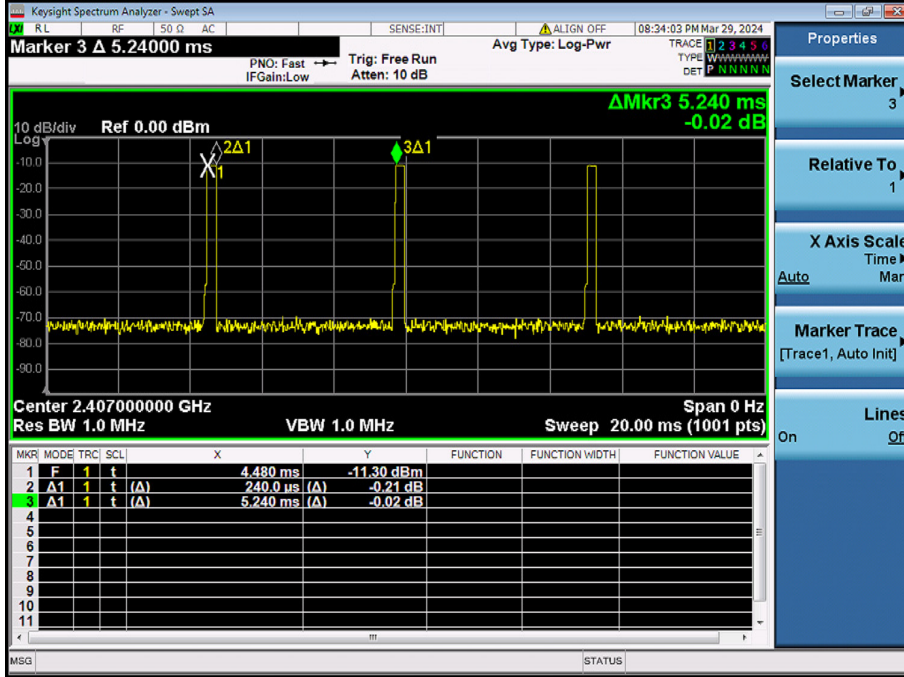 Keysight Spectrum Analyzer - Swept SA
LXI RL RF 50 Ω AC SENSE:INT ALIGN OFF 08:34:03 PM Mar 29, 2024
Marker 3 Δ 5.24000 ms
PNO: Fast
IFGain:Low
Trig: Free Run
Atten: 10 dB
Avg Type: Log-Pwr
TRACE 1 2 3 4 5 6
TYPE WWWWWWW
DET P N N N N N
ΔMkr3 5.240 ms
-0.02 dB
10 dB/div Ref 0.00 dBm
Log
2Δ1
3Δ1
1
-10.0
-20.0
-30.0
-40.0
-50.0
-60.0
-70.0
-80.0
-90.0
Center 2.407000000 GHz Span 0 Hz
Res BW 1.0 MHz VBW 1.0 MHz Sweep 20.00 ms (1001 pts)
MKR MODE TRC SCL X Y FUNCTION FUNCTION WIDTH FUNCTION VALUE
1 F 1 t 4.480 ms -11.30 dBm
2 Δ1 1 t (Δ) 240.0 µs (Δ) -0.21 dB
3 Δ1 1 t (Δ) 5.240 ms (Δ) -0.02 dB
4
5
6
7
8
9
10
11
MSG STATUS
Properties
Select Marker
3
Relative To
1
X Axis Scale
Time
Auto Man
Marker Trace
[Trace1, Auto Init]
Lines
On Off